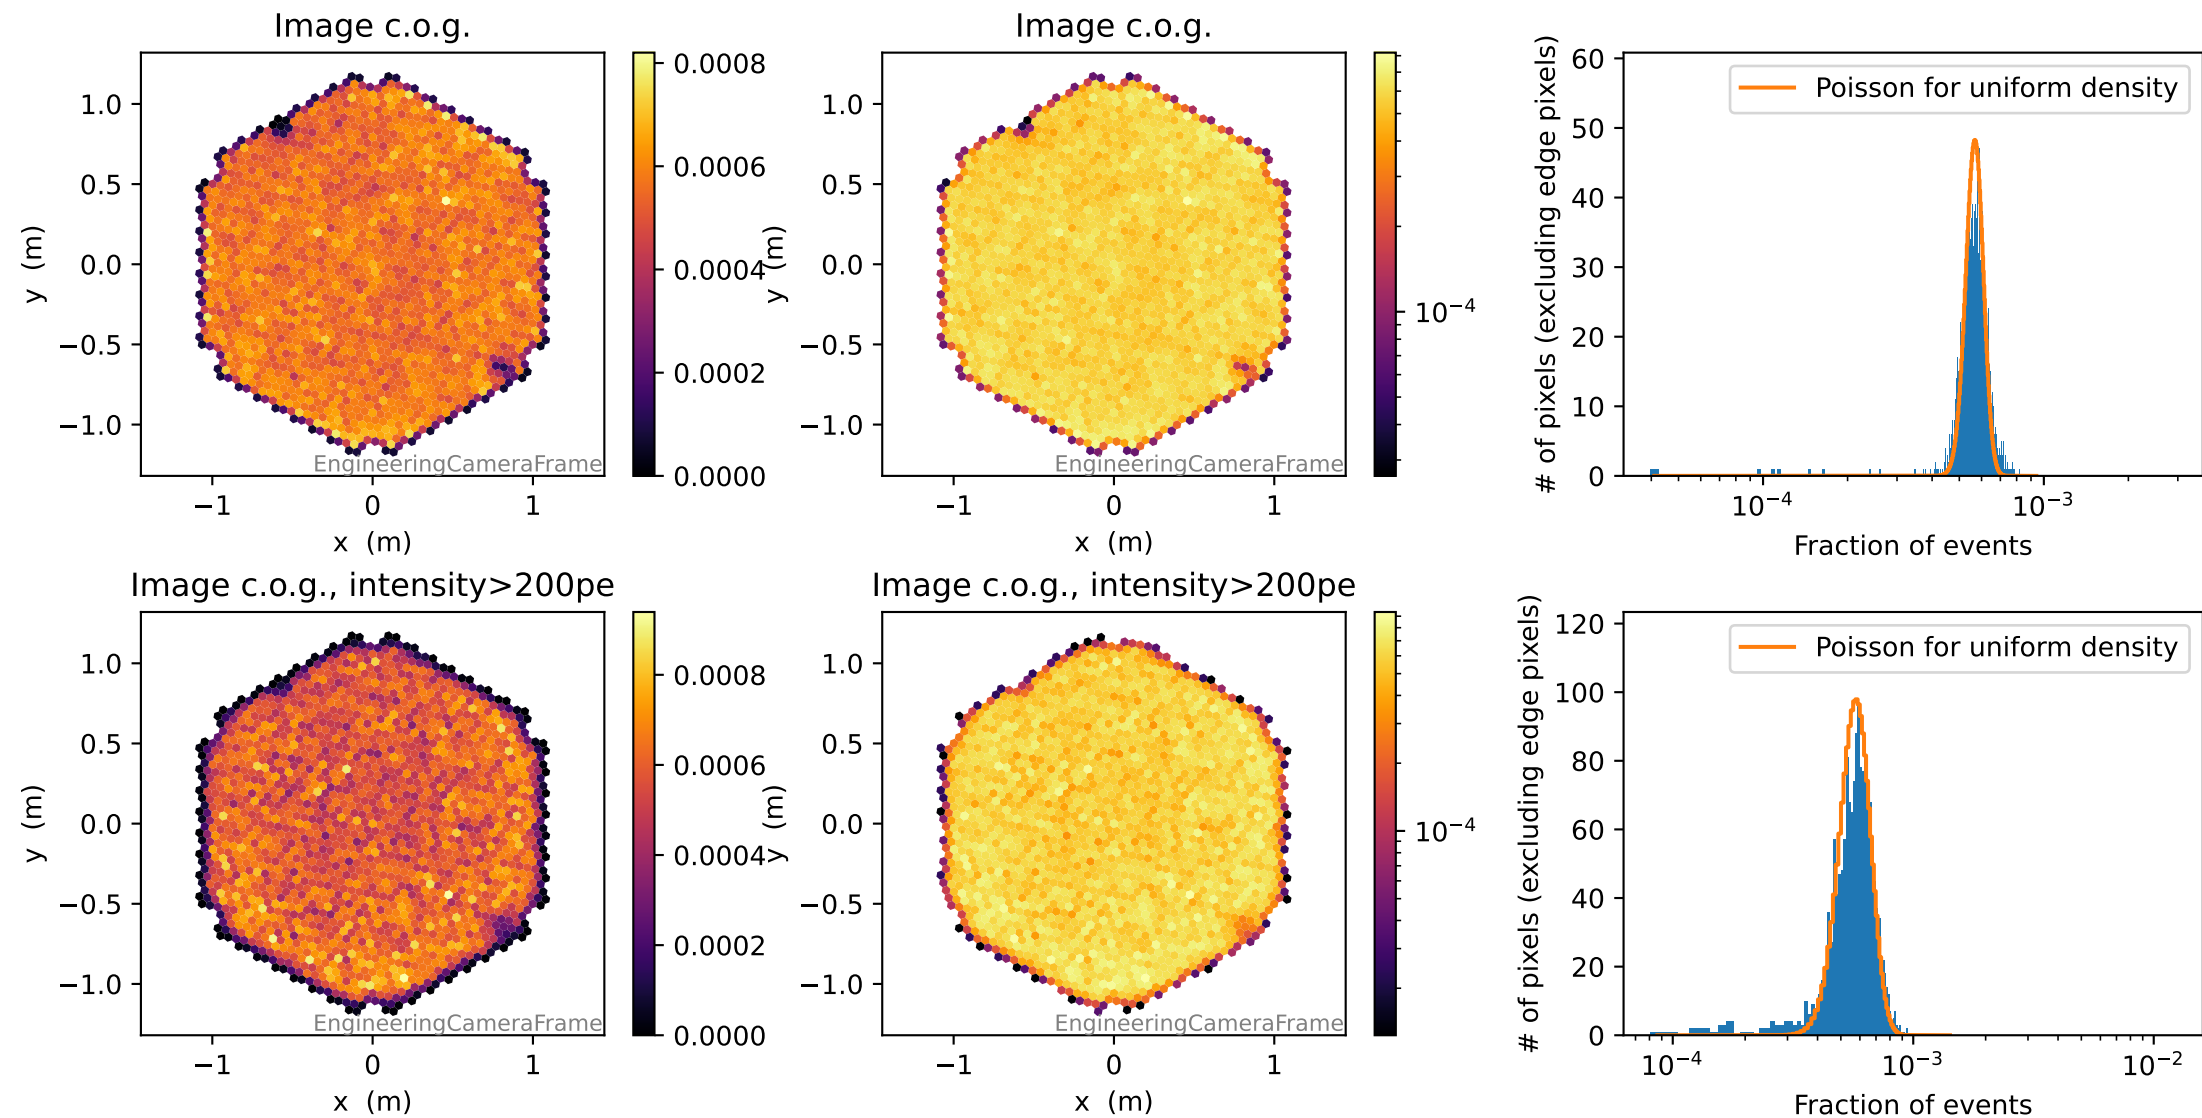 Image c.o.g.
y (m)
1.0
0.5
0.0
−0.5
−1.0
EngineeringCameraFrame
−1 0 1
x (m)
0.0008
0.0006
0.0004
0.0002
0.0000
Image c.o.g.
y (m)
1.0
0.5
0.0
−0.5
−1.0
EngineeringCameraFrame
−1 0 1
x (m)
10⁻⁴
# of pixels (excluding edge pixels)
60
50
40
30
20
10
0
Poisson for uniform density
10⁻⁴ 10⁻³
Fraction of events
Image c.o.g., intensity>200pe
y (m)
1.0
0.5
0.0
−0.5
−1.0
EngineeringCameraFrame
−1 0 1
x (m)
0.0008
0.0006
0.0004
0.0002
0.0000
Image c.o.g., intensity>200pe
y (m)
1.0
0.5
0.0
−0.5
−1.0
EngineeringCameraFrame
−1 0 1
x (m)
10⁻⁴
# of pixels (excluding edge pixels)
120
100
80
60
40
20
0
Poisson for uniform density
10⁻⁴ 10⁻³ 10⁻²
Fraction of events